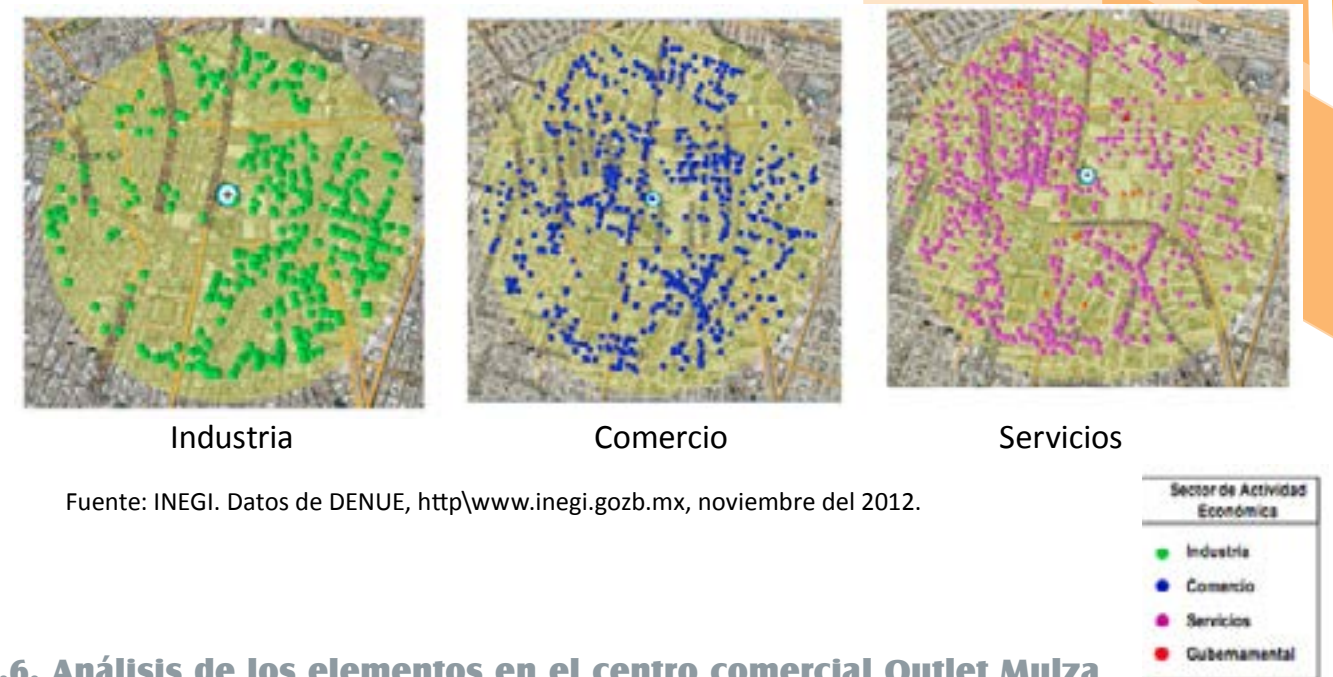 Industria
Comercio
Servicios
Fuente: INEGI. Datos de DENUE, http\www.inegi.gozb.mx, noviembre del 2012.
Sector de Actividad
Económica
Industria
Comercio
Servicios
Gubernamental
.6. Análisis de los elementos en el centro comercial Outlet Mulza